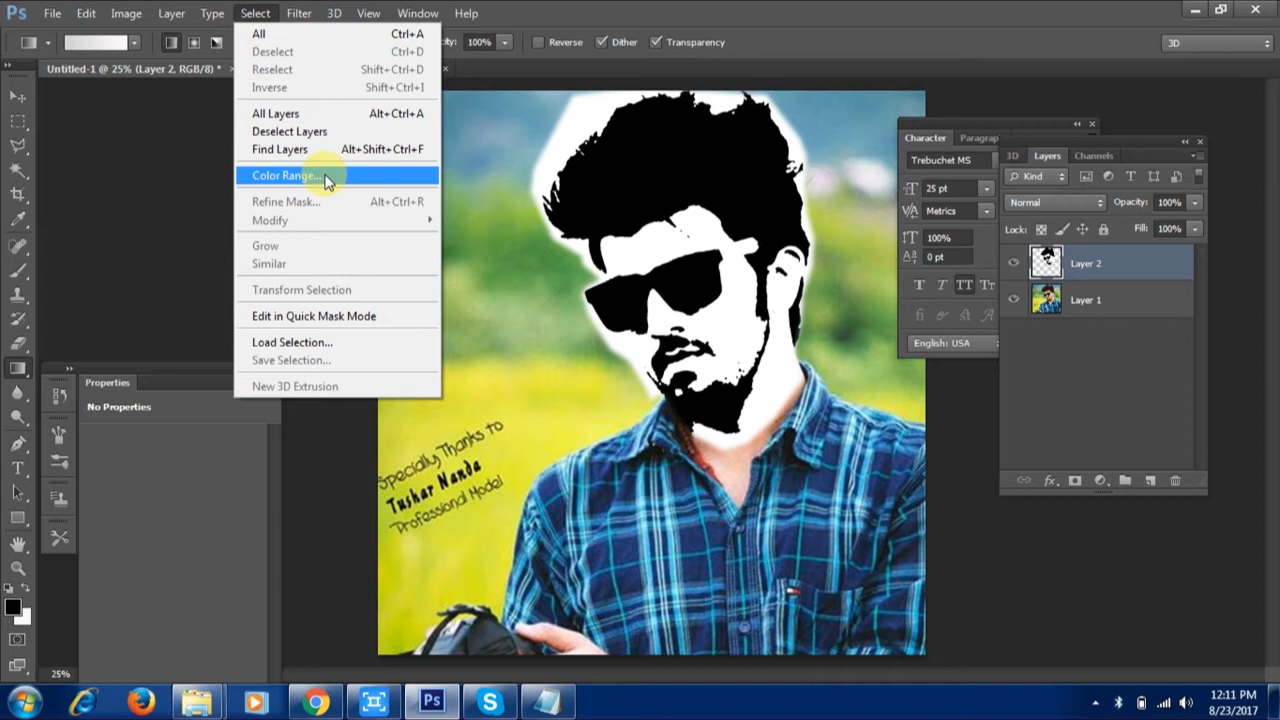 Ps File Edit Image Layer Type Select Filter 3D View Window Help
100% Reverse Dither Transparency 3D
Untitled-1 @ 25% (Layer 2, RGB/8) *
All Ctrl+A
Deselect Ctrl+D
Reselect Shift+Ctrl+D
Inverse Shift+Ctrl+I
All Layers Alt+Ctrl+A
Deselect Layers
Find Layers Alt+Shift+Ctrl+F
Color Range...
Refine Mask... Alt+Ctrl+R
Modify
Grow
Similar
Transform Selection
Edit in Quick Mask Mode
Load Selection...
Save Selection...
New 3D Extrusion
Properties
No Properties
Specially Thanks to
Tushar Nanda
Professional Model
Character Paragraph
Trebuchet MS
25 pt
Metrics
100%
0 pt
English: USA
3D Layers Channels
Kind
Normal Opacity: 100%
Lock: Fill: 100%
Layer 2
Layer 1
25%
Ps
12:11 PM
8/23/2017